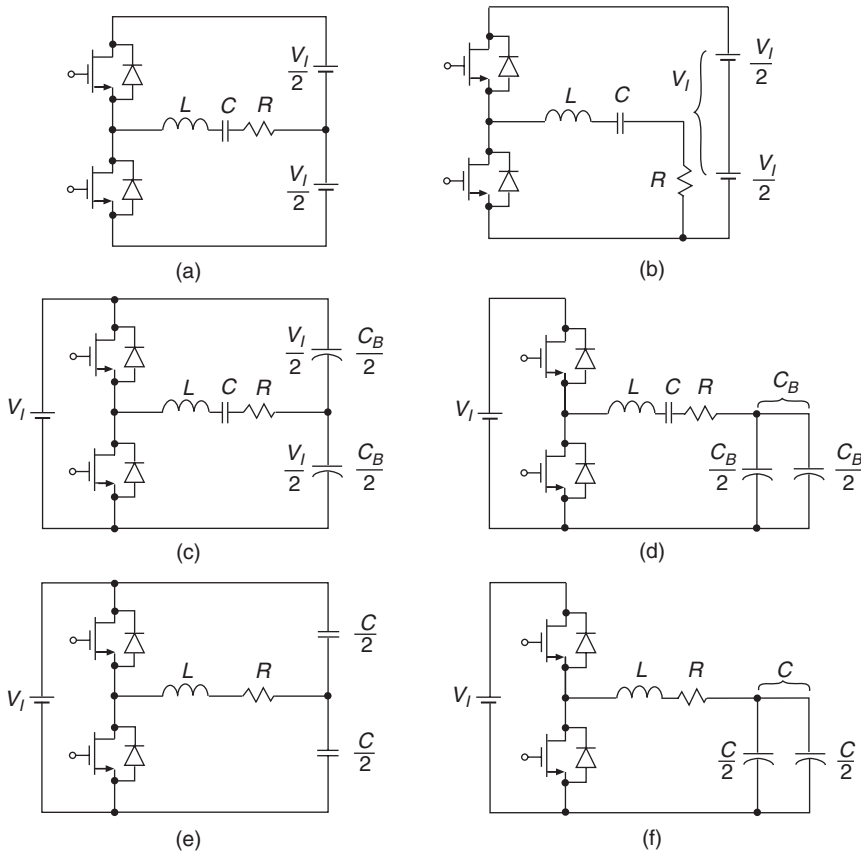 V_I/2
L C R
V_I/2
(a)
L C
V_I
V_I/2
R
V_I/2
(b)
V_I
L C R
V_I/2 C_B/2
V_I/2 C_B/2
(c)
V_I
L C R
C_B
C_B/2 C_B/2
(d)
V_I
L R
C/2
C/2
(e)
V_I
L R
C
C/2 C/2
(f)